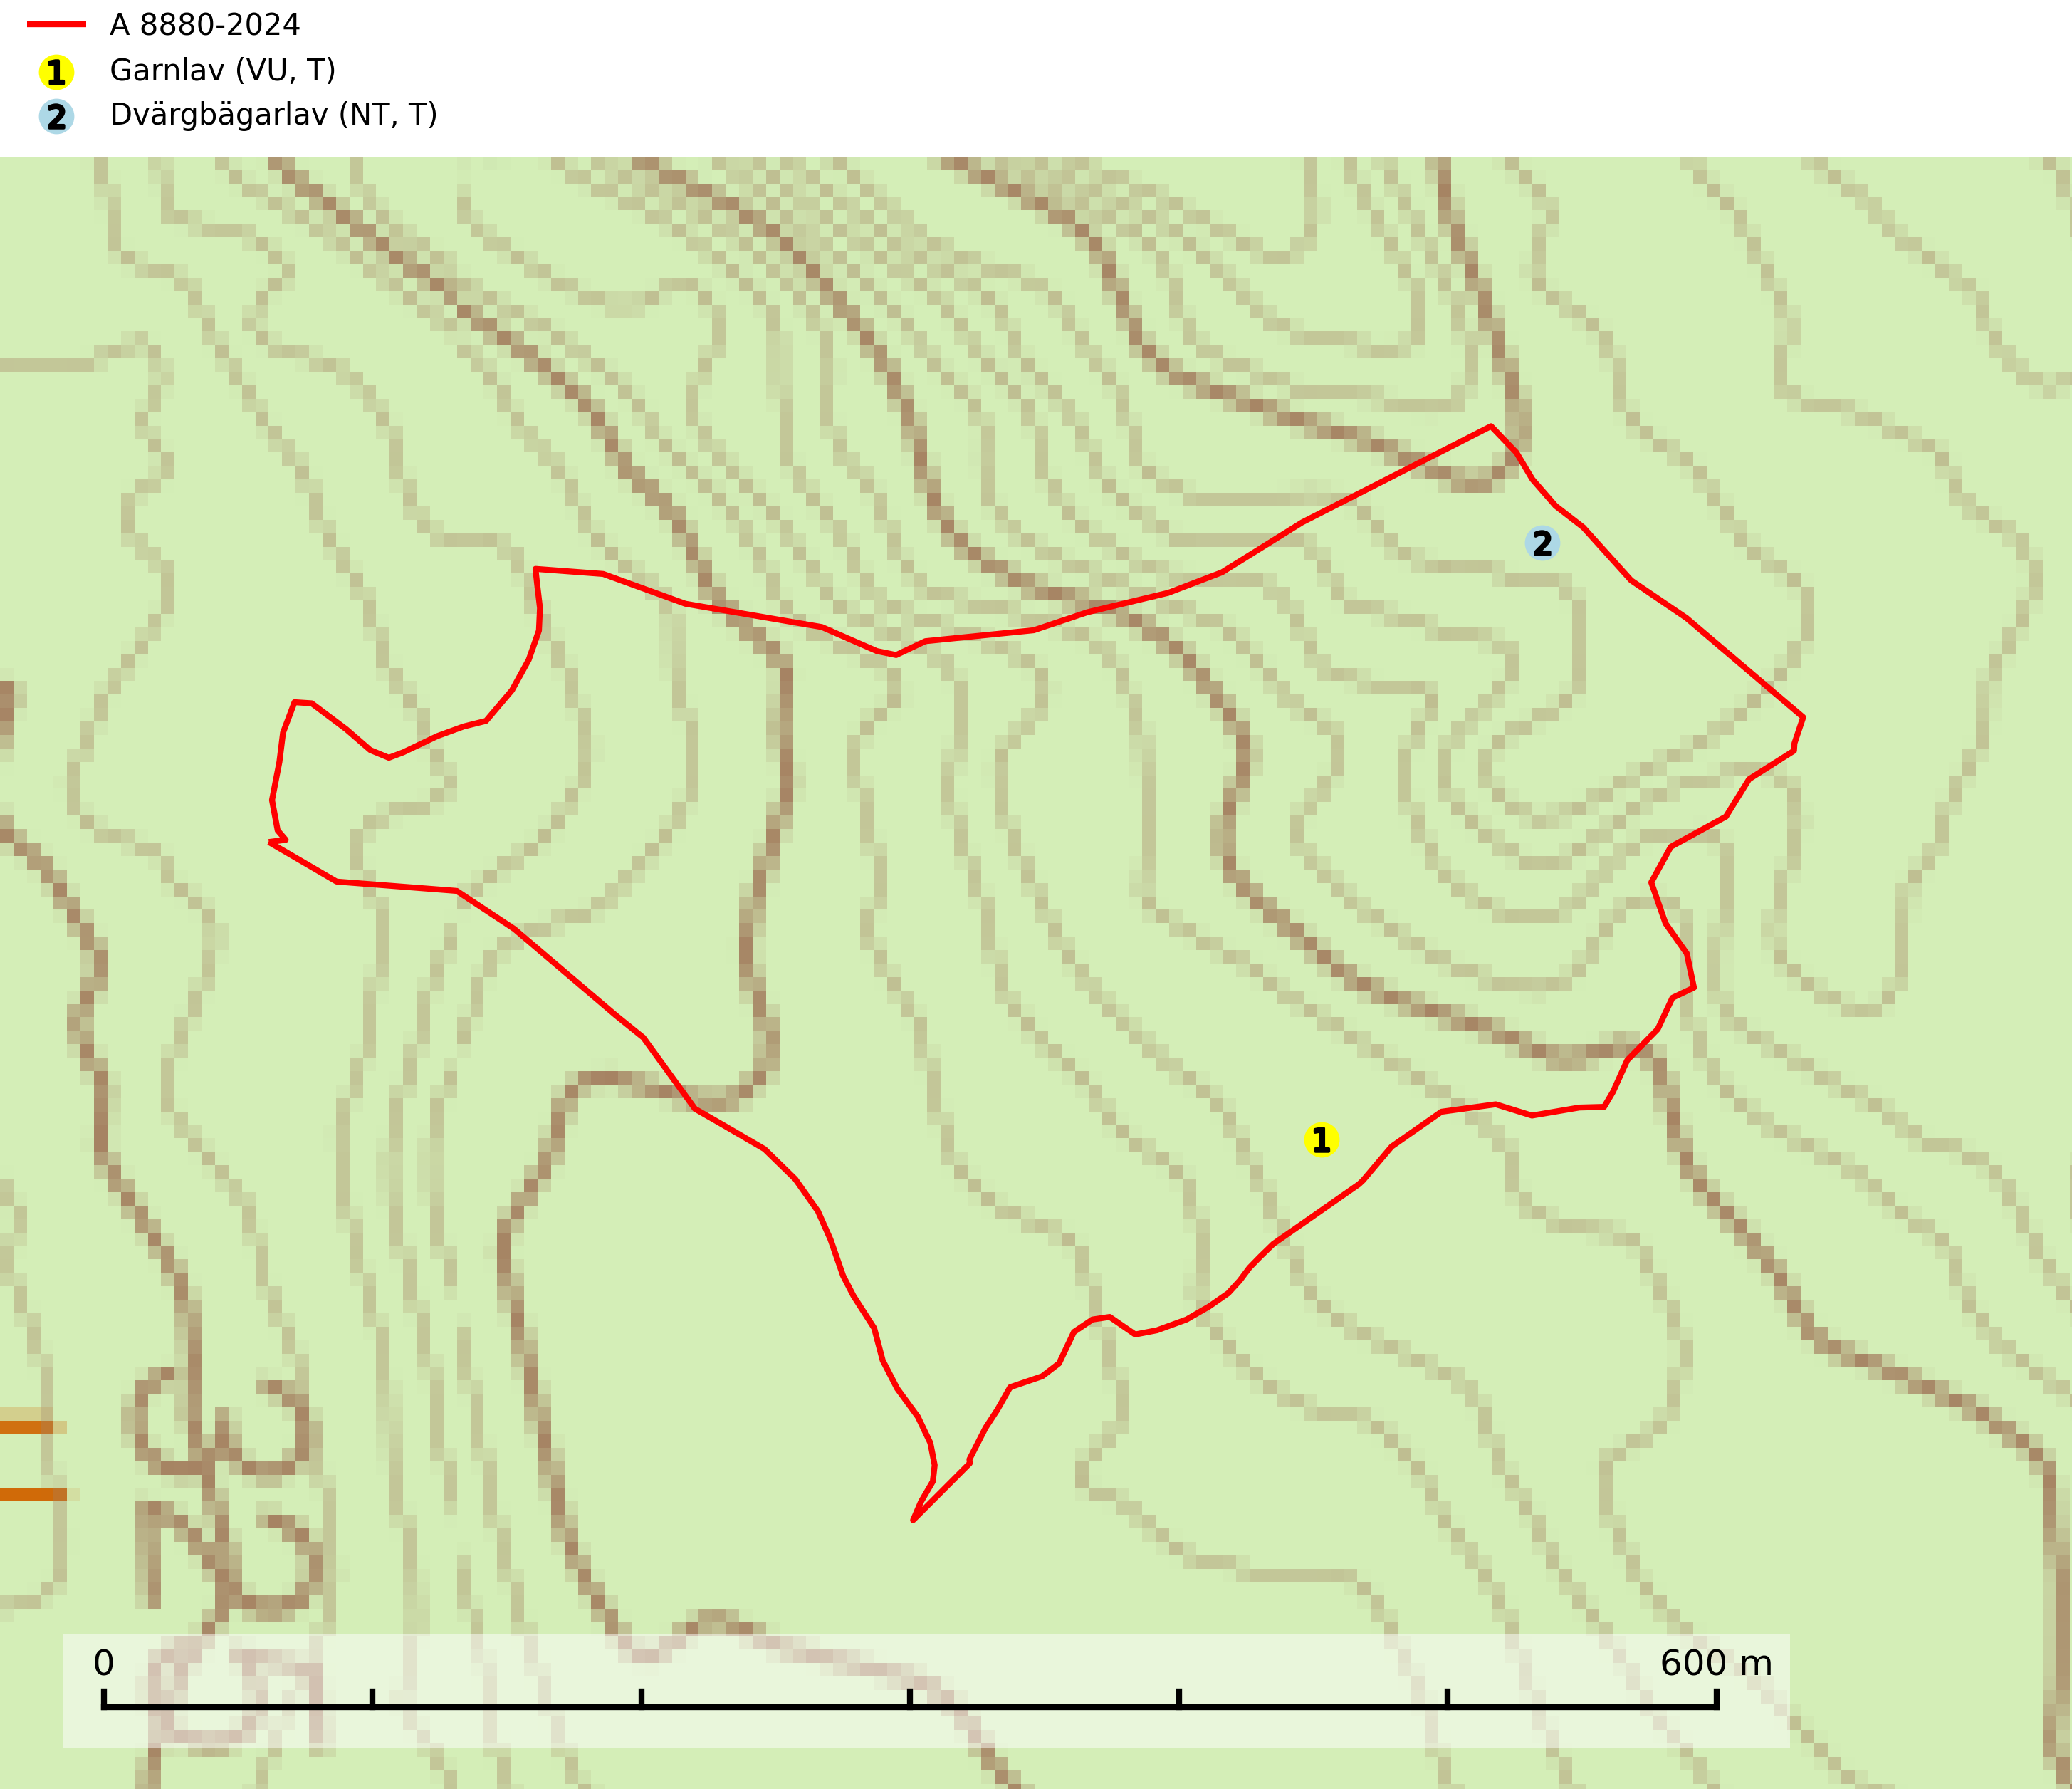 A 8880-2024
1 Garnlav (VU, T)
2 Dvärgbägarlav (NT, T)
2
1
0 600 m